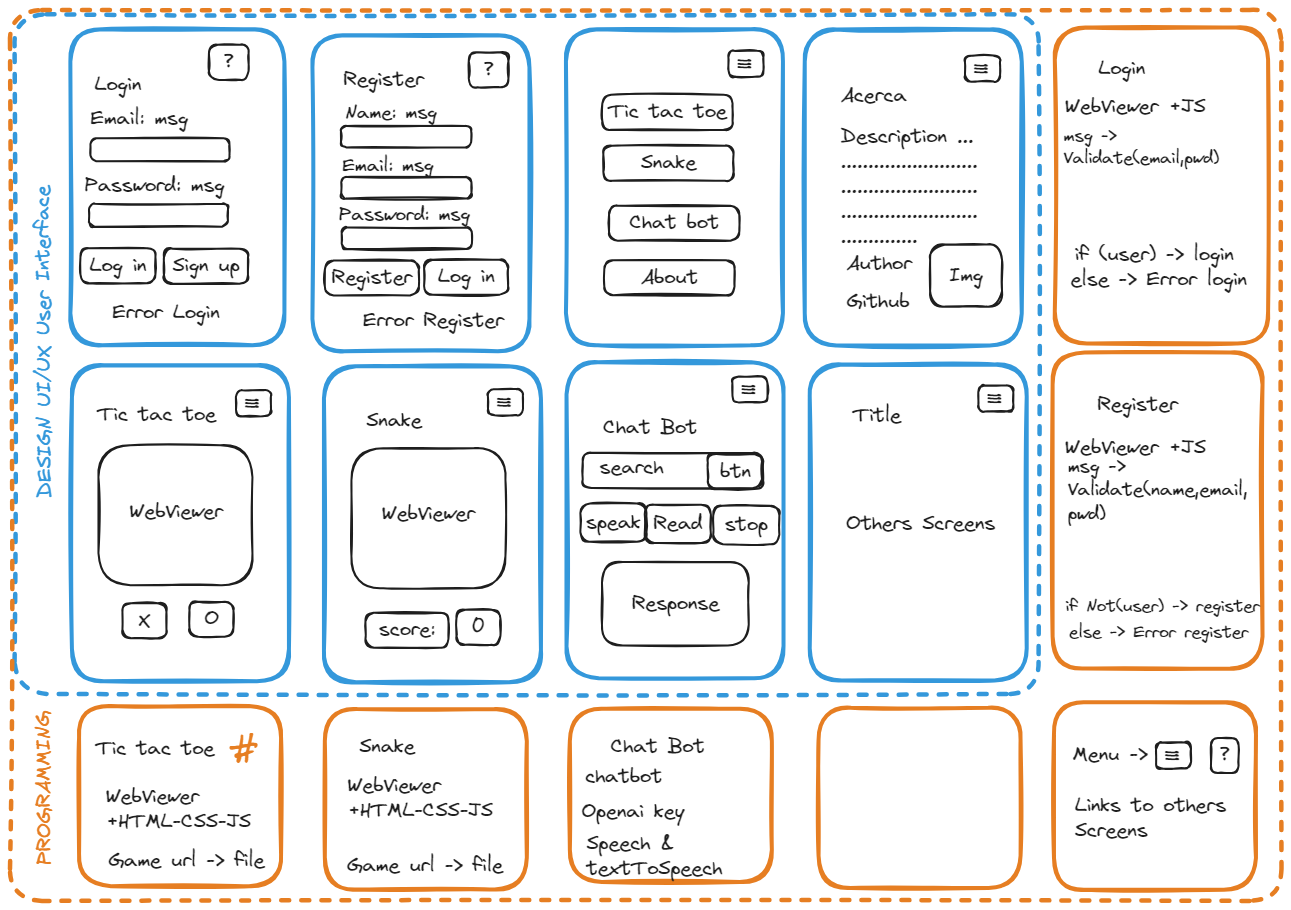 DESIGN UI/UX User Interface
?
Login
Email: msg
Password: msg
Log in
Sign up
Error Login
?
Register
Name: msg
Email: msg
Password: msg
Register
Log in
Error Register
≡
Tic tac toe
Snake
Chat bot
About
≡
Acerca
Description ...
..........................
..........................
..........................
..............
Author
Github
Img
Login
WebViewer +JS
msg ->
Validate(email,pwd)
if (user) -> login
else -> Error login
≡
Tic tac toe
WebViewer
X
O
≡
Snake
WebViewer
score:
0
≡
Chat Bot
search
btn
speak
Read
stop
Response
≡
Title
Others Screens
Register
WebViewer +JS
msg ->
Validate(name,email,
pwd)
if Not(user) -> register
else -> Error register
PROGRAMMING
Tic tac toe #
WebViewer
+HTML-CSS-JS
Game url -> file
Snake
WebViewer
+HTML-CSS-JS
Game url -> file
Chat Bot
chatbot
Openai key
Speech &
textToSpeech
Menu -> ≡ ?
Links to others
Screens